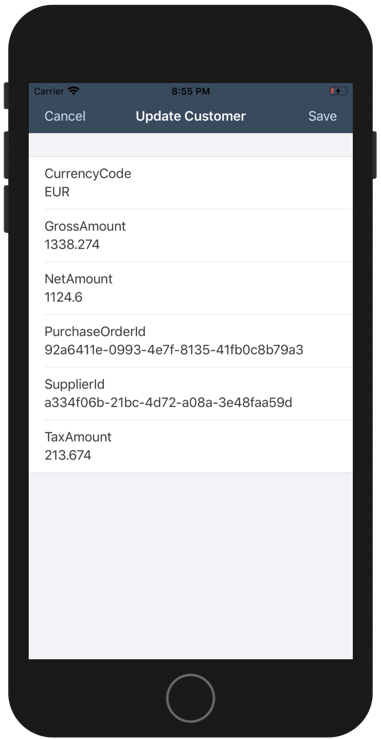 Carrier 8:55 PM
Cancel Update Customer Save
CurrencyCode
EUR
GrossAmount
1338.274
NetAmount
1124.6
PurchaseOrderId
92a6411e-0993-4e7f-8135-41fb0c8b79a3
SupplierId
a334f06b-21bc-4d72-a08a-3e48faa59d
TaxAmount
213.674